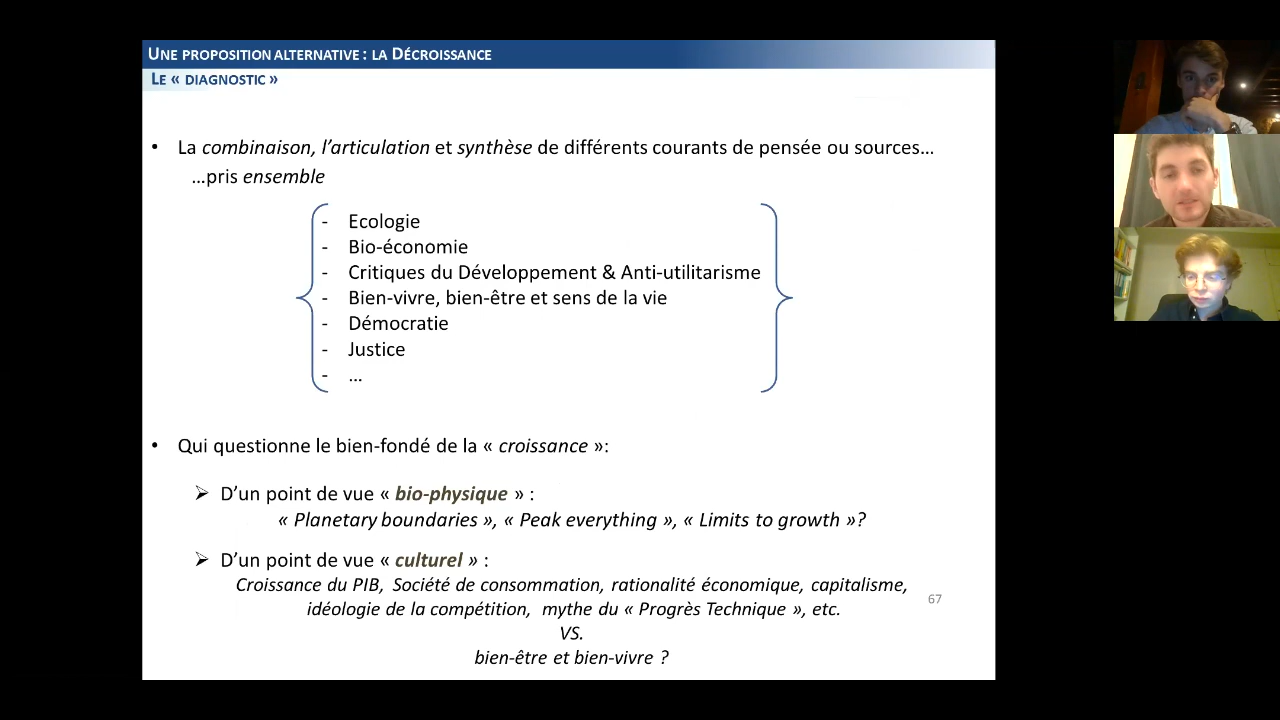 UNE PROPOSITION ALTERNATIVE : LA DÉCROISSANCE
LE « DIAGNOSTIC »
• La combinaison, l’articulation et synthèse de différents courants de pensée ou sources…
…pris ensemble
- Ecologie
- Bio-économie
- Critiques du Développement & Anti-utilitarisme
- Bien-vivre, bien-être et sens de la vie
- Démocratie
- Justice
- …
• Qui questionne le bien-fondé de la « croissance »:
➢ D’un point de vue « bio-physique » :
« Planetary boundaries », « Peak everything », « Limits to growth »?
➢ D’un point de vue « culturel » :
Croissance du PIB, Société de consommation, rationalité économique, capitalisme,
idéologie de la compétition, mythe du « Progrès Technique », etc.
67
VS.
bien-être et bien-vivre ?